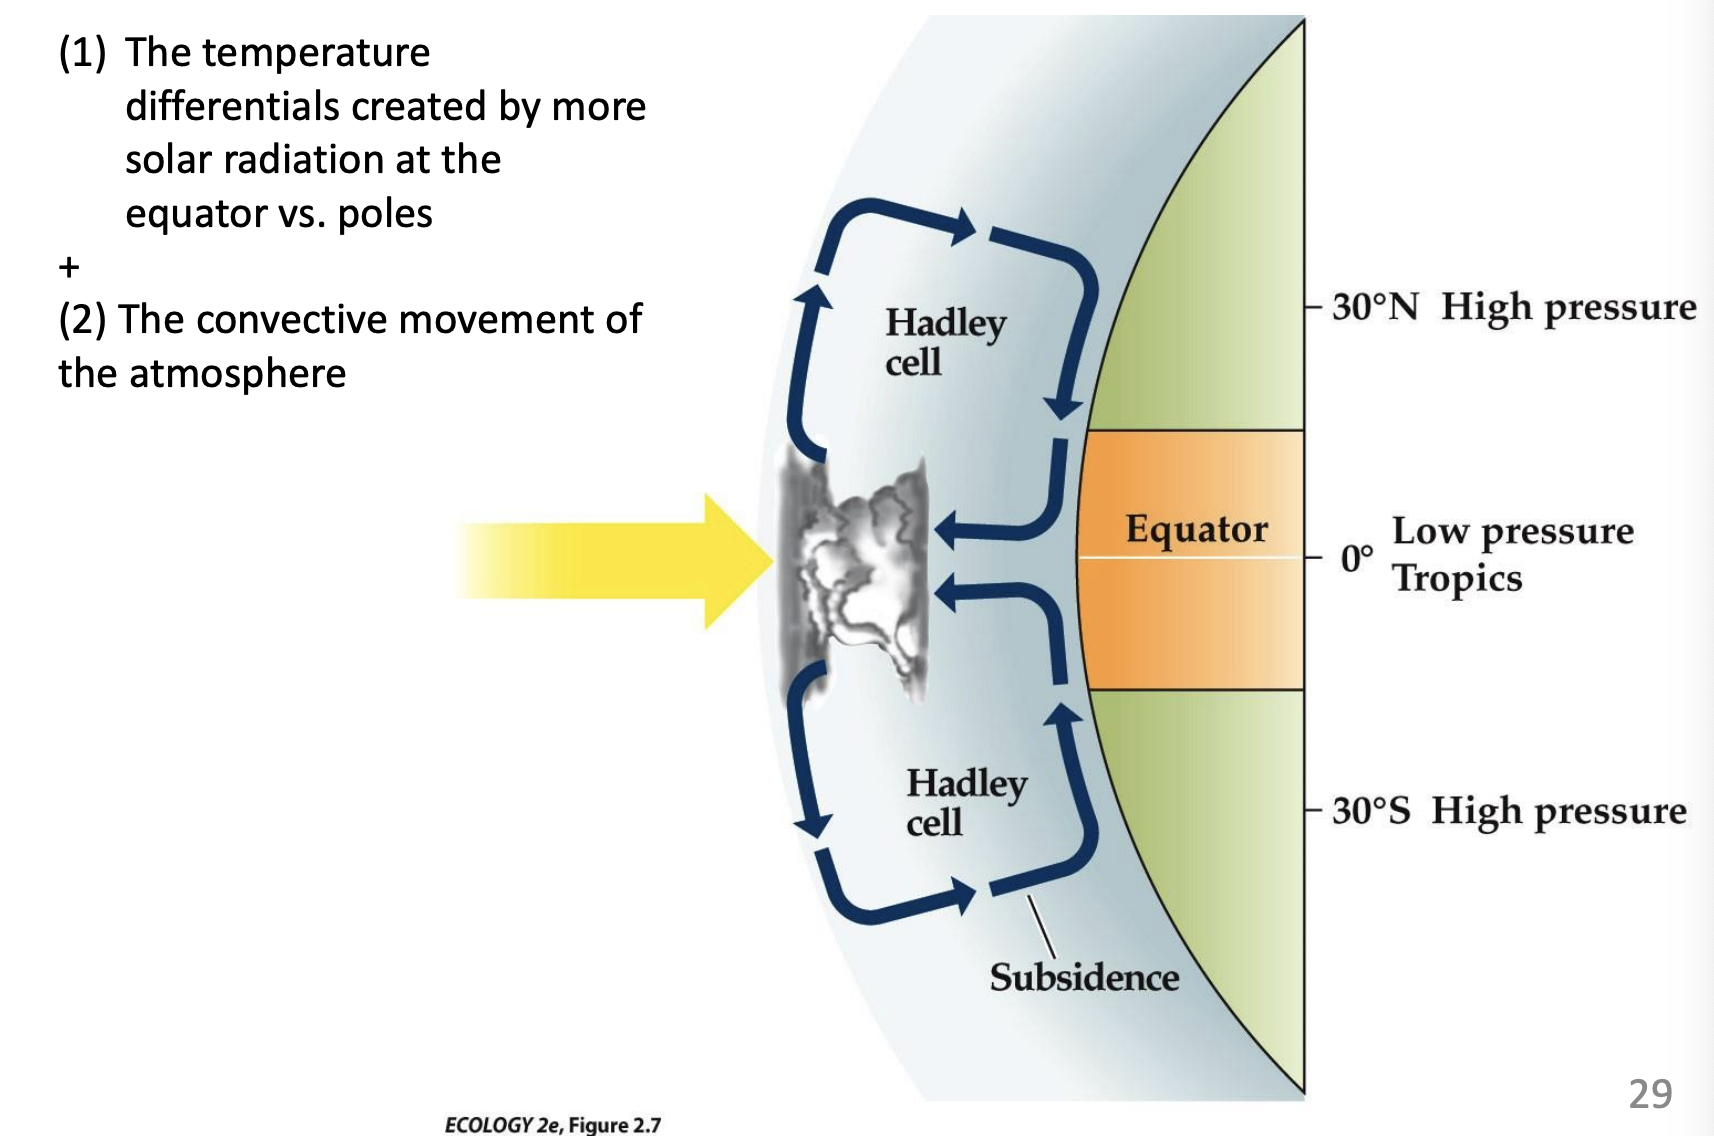 (1) The temperature
differentials created by more
solar radiation at the
equator vs. poles
+
(2) The convective movement of
the atmosphere
Hadley
cell
30°N High pressure
Equator
0°
Low pressure
Tropics
Hadley
cell
30°S High pressure
Subsidence
29
ECOLOGY 2e, Figure 2.7